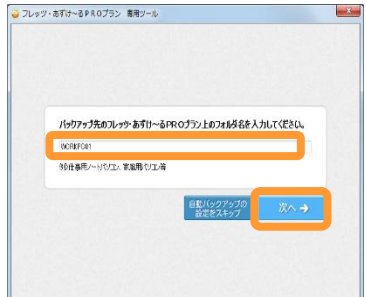 フレッツ・あずけ～るPROプラン 専用ツール
バックアップ先のフレッツ・あずけ～るPROプラン上のフォルダ名を入力してください。
WORKPC01
例)仕事用ノートパソコン、家庭用パソコン等
自動バックアップの
設定をスキップ
次へ →